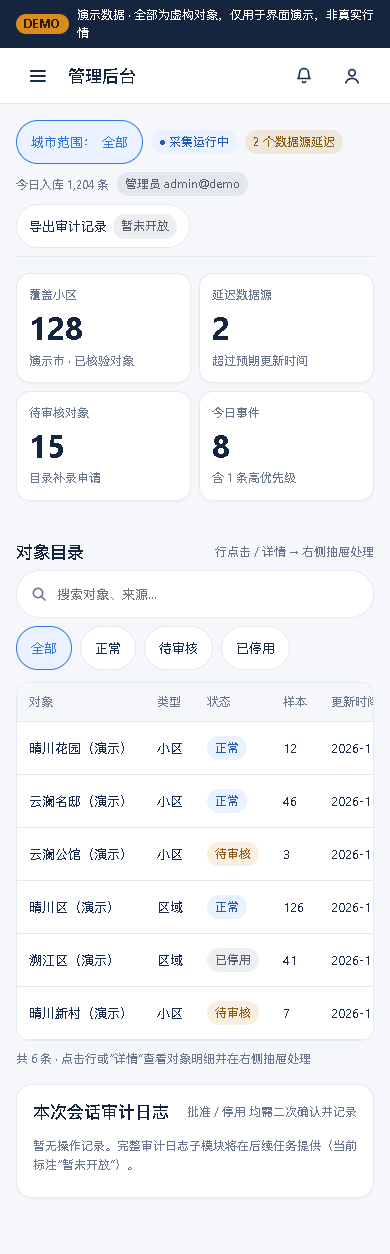 DEMO 演示数据 · 全部为虚构对象，仅用于界面演示，非真实行
情
管理后台
城市范围： 全部 采集运行中 2 个数据源延迟
今日入库 1,204 条 管理员 admin@demo
导出审计记录 暂未开放
覆盖小区 延迟数据源
128 2
演示市 · 已核验对象 超过预期更新时间
待审核对象 今日事件
15 8
目录补录申请 含 1 条高优先级
对象目录 行点击 / 详情 → 右侧抽屉处理
搜索对象、来源...
全部 正常 待审核 已停用
对象 类型 状态 样本 更新时
晴川花园（演示） 小区 正常 12 2026-1
云澜名邸（演示） 小区 正常 46 2026-1
云澜公馆（演示） 小区 待审核 3 2026-1
晴川区（演示） 区域 正常 126 2026-1
溯江区（演示） 区域 已停用 41 2026-1
晴川新村（演示） 小区 待审核 7 2026-1
共 6 条 · 点击行或"详情"查看对象明细并在右侧抽屉处理
本次会话审计日志 批准 / 停用 均需二次确认并记录
暂无操作记录。完整审计日志子模块将在后续任务提供（当前
标注"暂未开放"）。